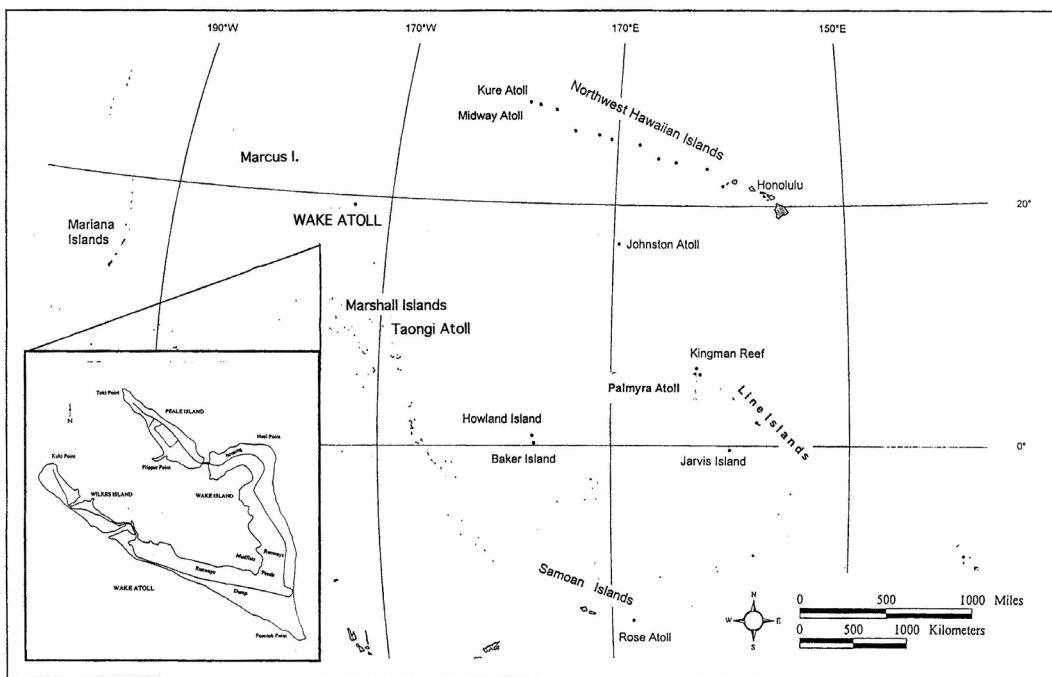 190°W
170°W
170°E
150°E
Kure Atoll
Midway Atoll
Northwest Hawaiian Islands
Marcus I.
Honolulu
WAKE ATOLL
20°
Mariana
Islands
Johnston Atoll
Marshall Islands
Taongi Atoll
Kingman Reef
Palmyra Atoll
Line Islands
Howland Island
Baker Island
0°
Jarvis Island
Samoan Islands
Rose Atoll
N
W
E
S
0 500 1000 Miles
0 500 1000 Kilometers
Toki Point
N
PEALE ISLAND
Heel Point
Flipper Point
Kuku Point
WAKE ISLAND
WILKES ISLAND
Mudflats
Runways
Runways
Ponds
Dump
WAKE ATOLL
Peacock Point